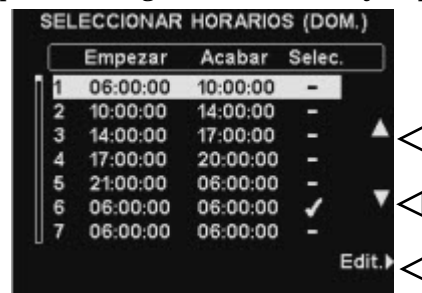 SELECCIONAR HORARIOS (DOM.)
Empezar Acabar Selec.
1 06:00:00 10:00:00 -
2 10:00:00 14:00:00 -
3 14:00:00 17:00:00 -
4 17:00:00 20:00:00 -
5 21:00:00 06:00:00 -
6 06:00:00 06:00:00 ✓
7 06:00:00 06:00:00 -
Edit.